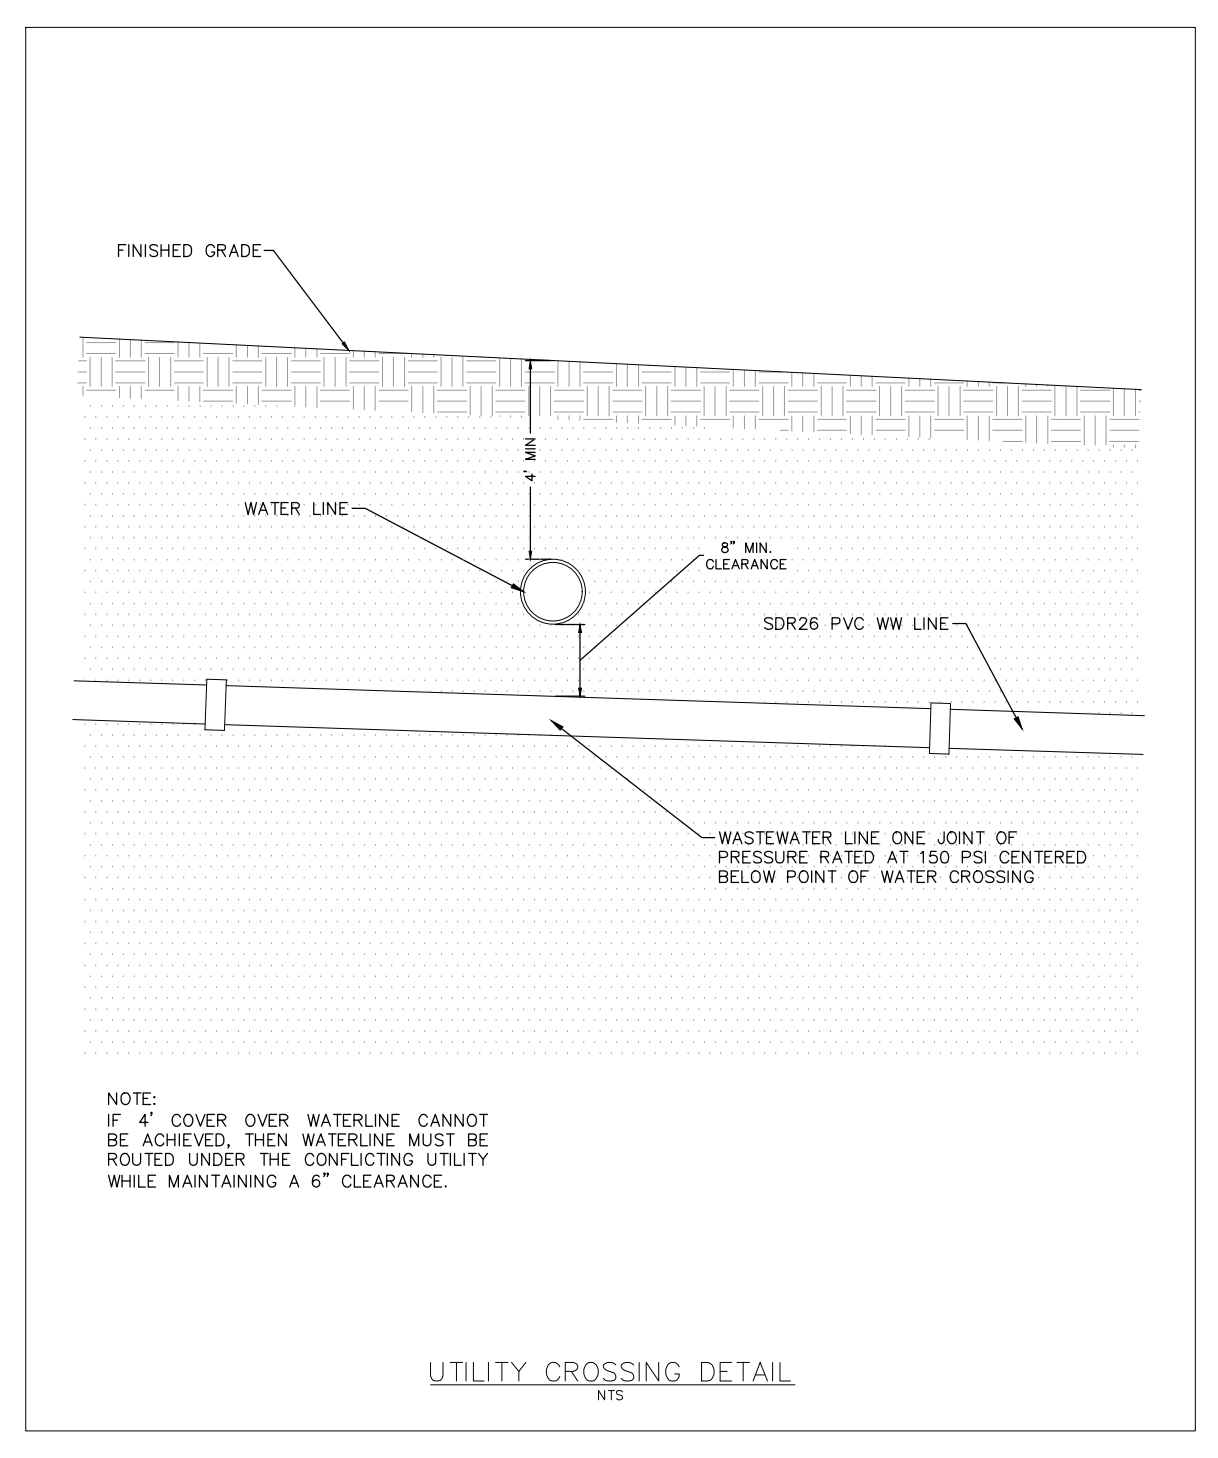 FINISHED GRADE
4' MIN
WATER LINE
8" MIN.
CLEARANCE
SDR26 PVC WW LINE
WASTEWATER LINE ONE JOINT OF
PRESSURE RATED AT 150 PSI CENTERED
BELOW POINT OF WATER CROSSING
NOTE:
IF 4' COVER OVER WATERLINE CANNOT
BE ACHIEVED, THEN WATERLINE MUST BE
ROUTED UNDER THE CONFLICTING UTILITY
WHILE MAINTAINING A 6" CLEARANCE.
UTILITY CROSSING DETAIL
NTS